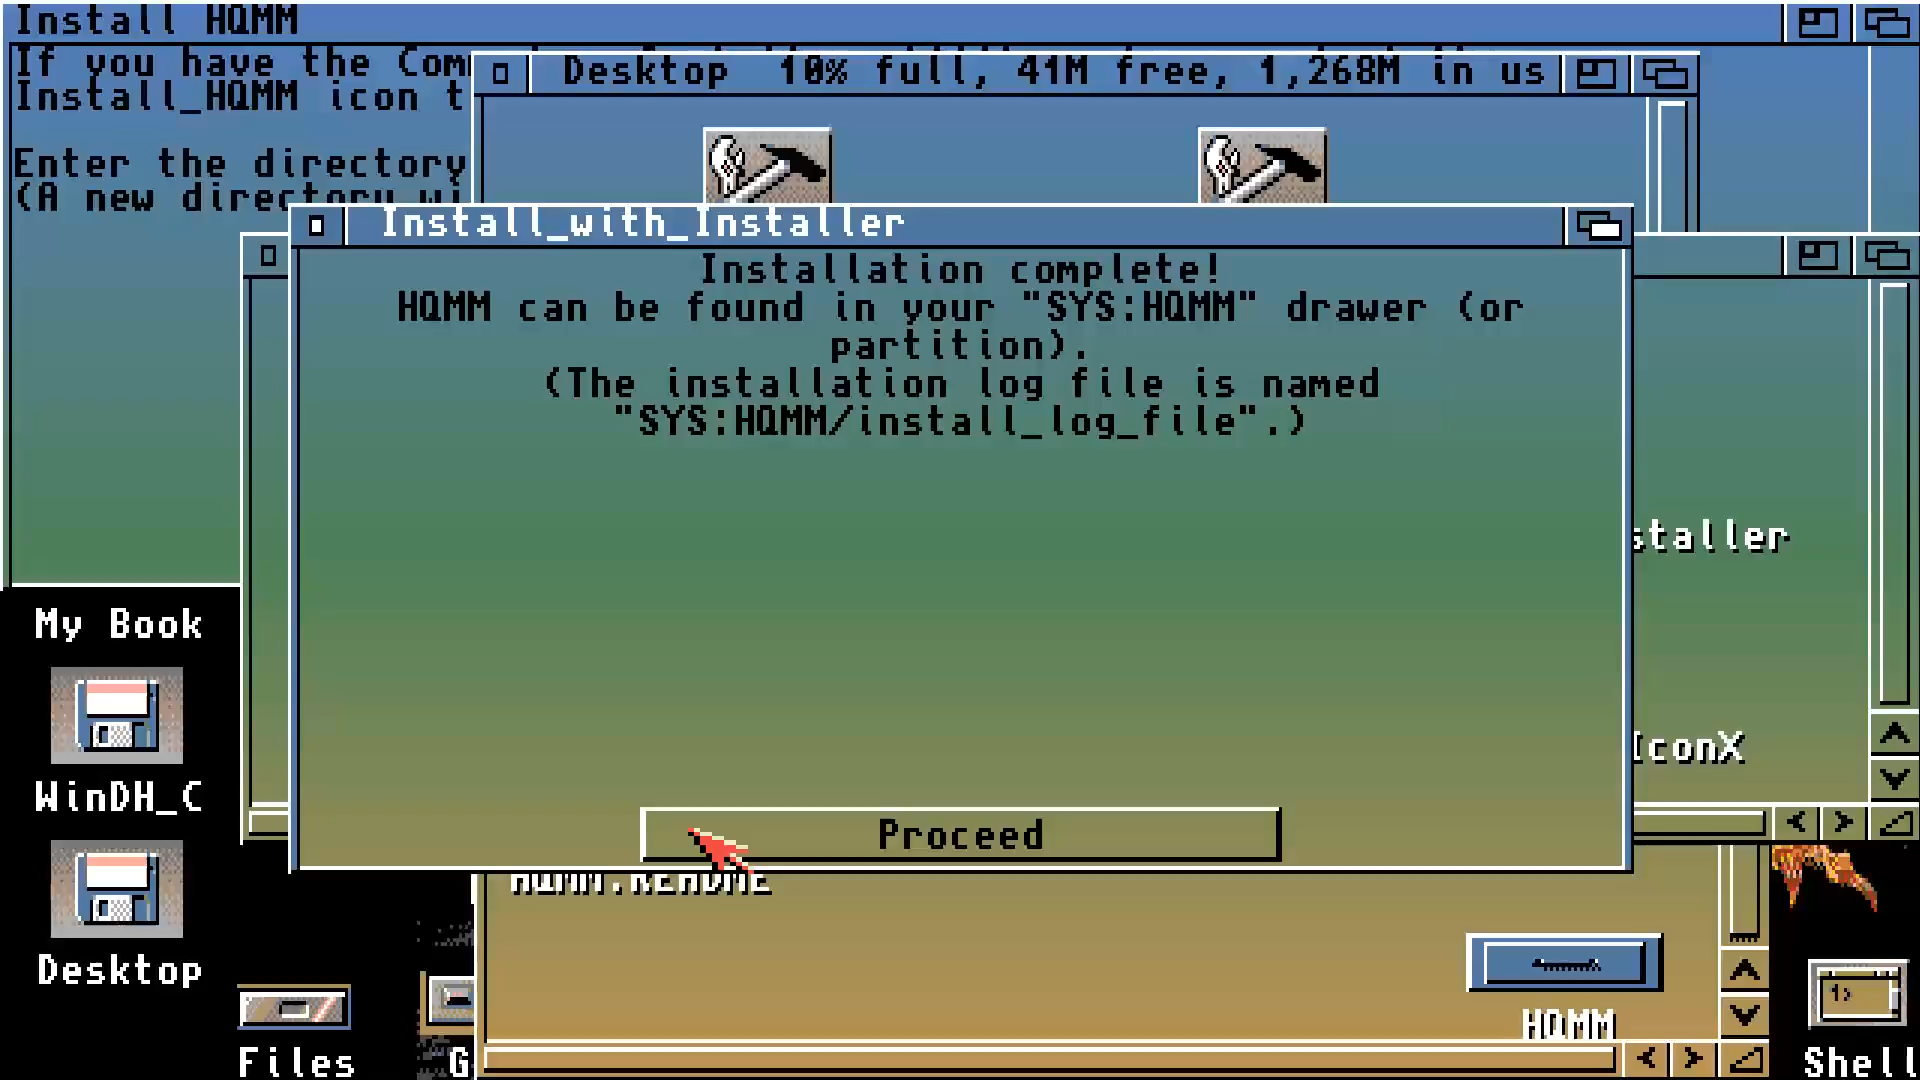 Install HQMM
If you have the Com
Install_HQMM icon t
Enter the directory
(A new directory wi
Desktop 10% full, 41M free, 1,268M in us
Install_with_Installer
Installation complete!
HQMM can be found in your "SYS:HQMM" drawer (or
partition).
(The installation log file is named
"SYS:HQMM/install_log_file".)
Proceed
staller
IconX
HQMM.README
HQMM
My Book
WinDH_C
Desktop
Files
G
1>
Shell